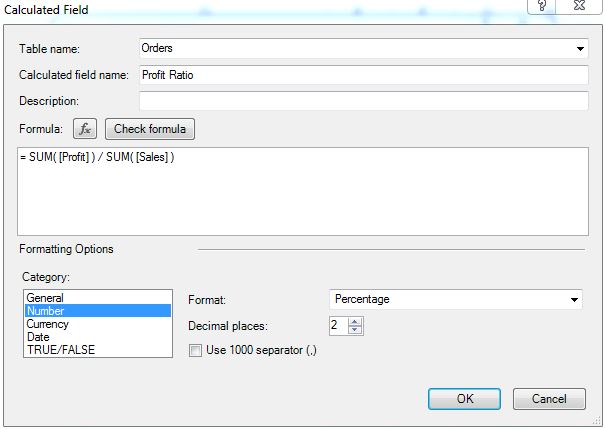 Calculated Field
?
Table name: Orders
Calculated field name: Profit Ratio
Description:
Formula: fx Check formula
= SUM( [Profit] ) / SUM( [Sales] )
Formatting Options
Category:
General
Number
Currency
Date
TRUE/FALSE
Format: Percentage
Decimal places: 2
Use 1000 separator (,)
OK Cancel